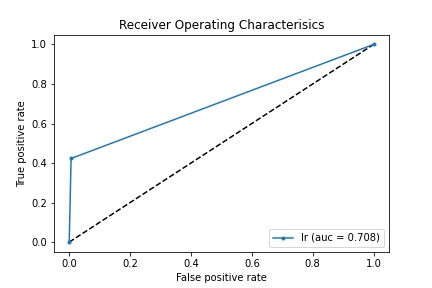 Receiver Operating Characterisics
True positive rate
1.0
0.8
0.6
0.4
0.2
0.0
lr (auc = 0.708)
0.0 0.2 0.4 0.6 0.8 1.0
False positive rate